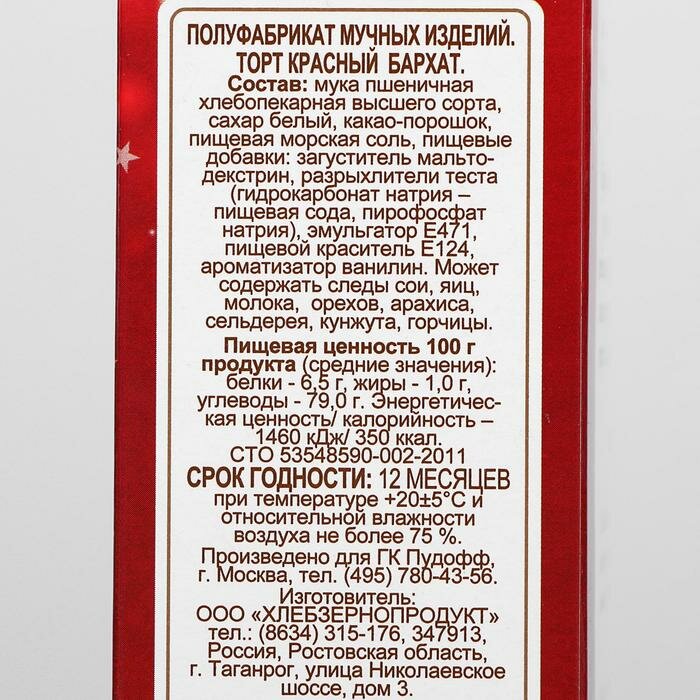 ПОЛУФАБРИКАТ МУЧНЫХ ИЗДЕЛИЙ.
ТОРТ КРАСНЫЙ БАРХАТ.
Состав: мука пшеничная
хлебопекарная высшего сорта,
сахар белый, какао-порошок,
пищевая морская соль, пищевые
добавки: загуститель мальто-
декстрин, разрыхлители теста
(гидрокарбонат натрия –
пищевая сода, пирофосфат
натрия), эмульгатор Е471,
пищевой краситель Е124,
ароматизатор ванилин. Может
содержать следы сои, яиц,
молока, орехов, арахиса,
сельдерея, кунжута, горчицы.
Пищевая ценность 100 г
продукта (средние значения):
белки - 6,5 г, жиры - 1,0 г,
углеводы - 79,0 г. Энергетичес-
кая ценность/ калорийность –
1460 кДж/ 350 ккал.
СТО 53548590-002-2011
СРОК ГОДНОСТИ: 12 МЕСЯЦЕВ
при температуре +20±5°С и
относительной влажности
воздуха не более 75 %.
Произведено для ГК Пудофф,
г. Москва, тел. (495) 780-43-56.
Изготовитель:
ООО «ХЛЕБЗЕРНОПРОДУКТ»
тел.: (8634) 315-176, 347913,
Россия, Ростовская область,
г. Таганрог, улица Николаевское
шоссе, дом 3.